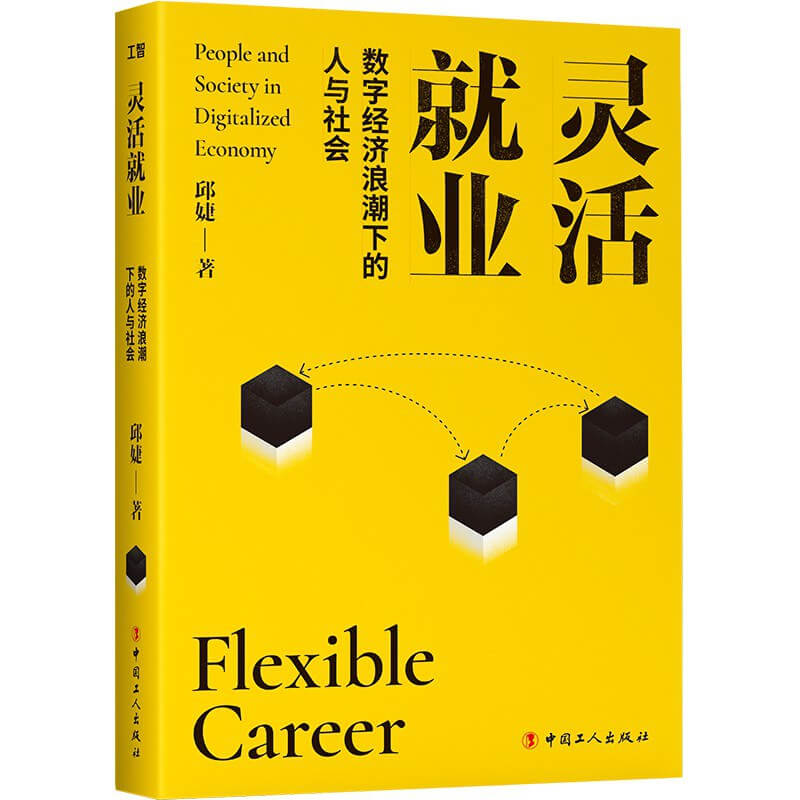 工智
灵活就业
数字经济浪潮
下的人与社会
邱婕—著
中国工人出版社
People and
Society in
Digitalized
Economy
邱婕—著
数字经济浪潮下的
人与社会
灵活
就业
Flexible
Career
中国工人出版社